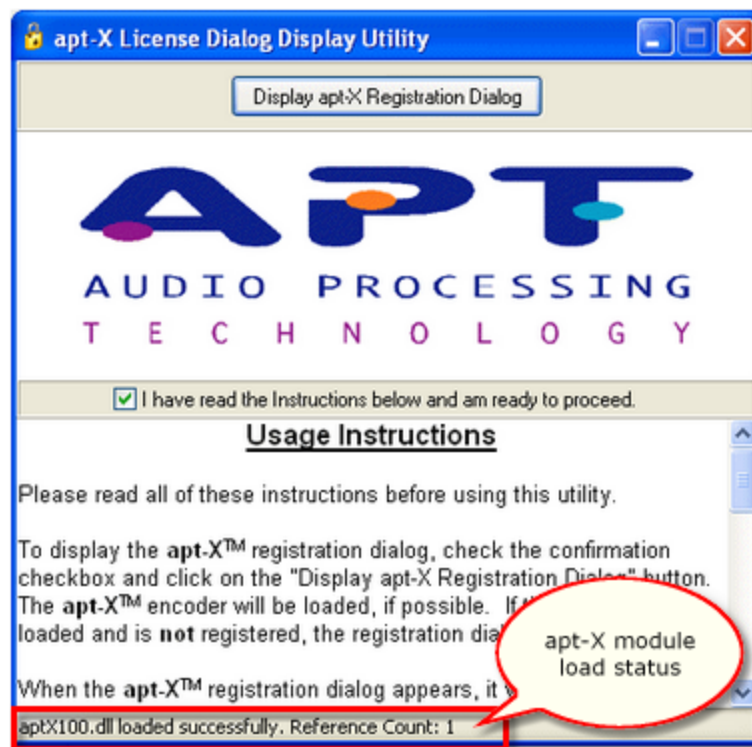 apt-X License Dialog Display Utility
Display apt-X Registration Dialog
APT
AUDIO PROCESSING
TECHNOLOGY
I have read the Instructions below and am ready to proceed.
Usage Instructions
Please read all of these instructions before using this utility.
To display the apt-X™ registration dialog, check the confirmation
checkbox and click on the "Display apt-X Registration Dialog" button.
The apt-X™ encoder will be loaded, if possible. If
loaded and is not registered, the registration
When the apt-X™ registration dialog appears, it
apt-X module
load status
aptX100.dll loaded successfully. Reference Count: 1